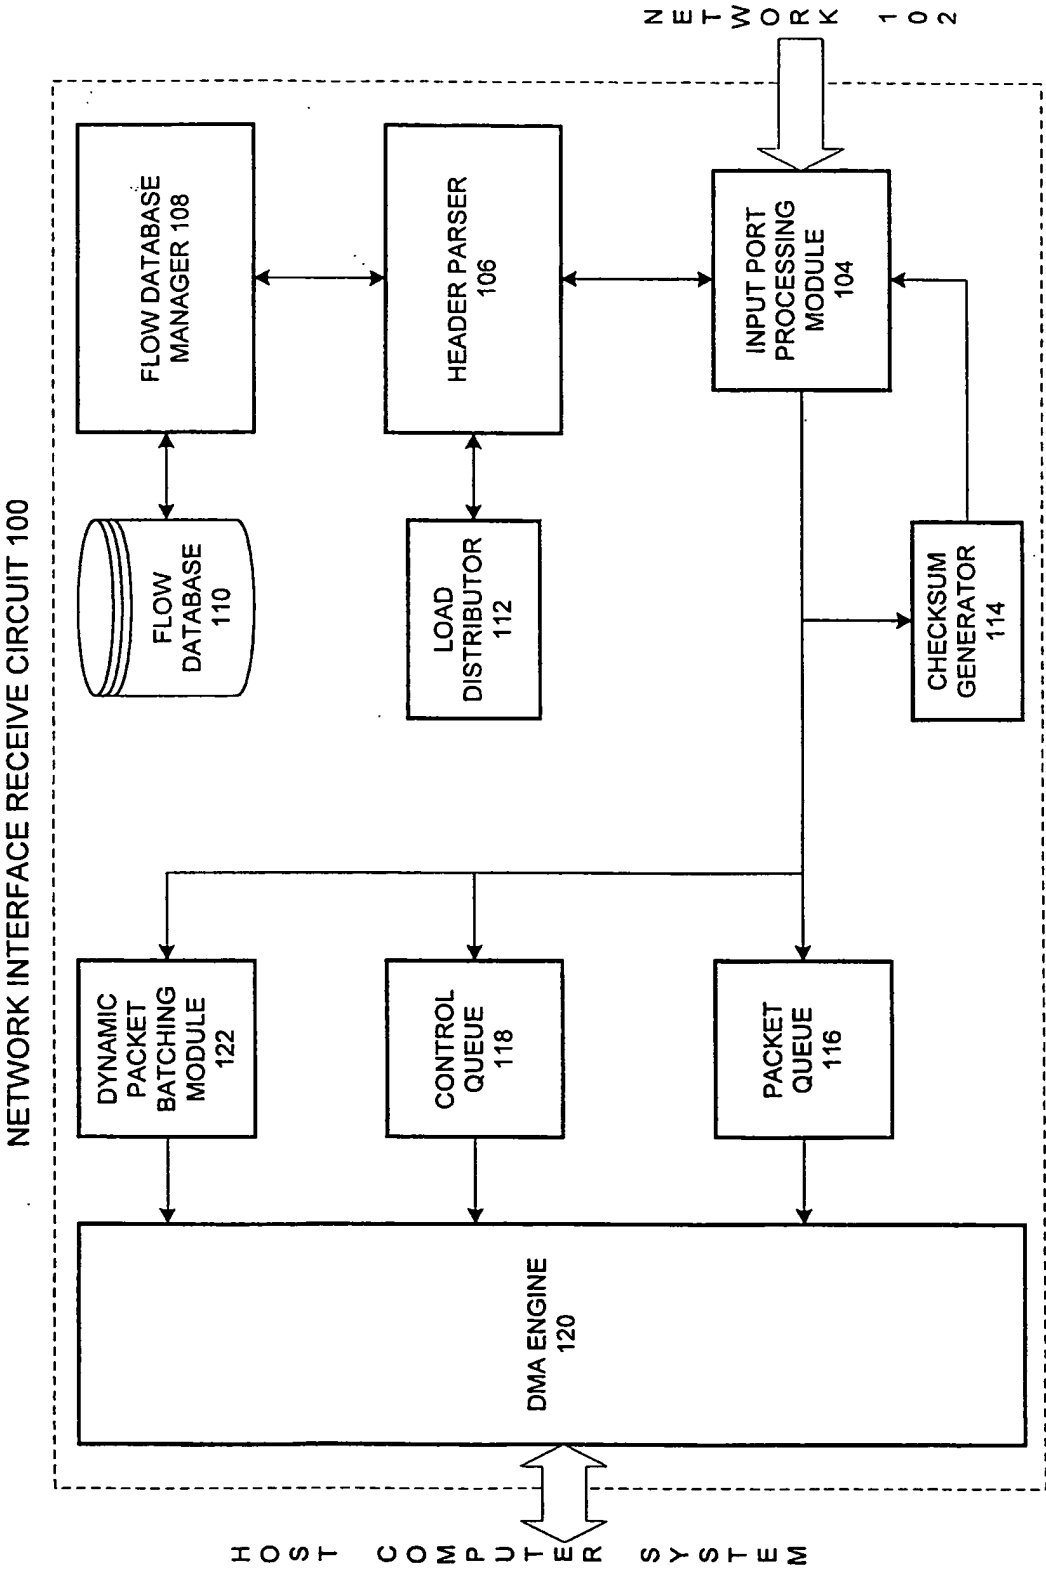 NETWORK INTERFACE RECEIVE CIRCUIT 100
HOST COMPUTER SYSTEM
DMA ENGINE
120
DYNAMIC
PACKET
BATCHING
MODULE
122
CONTROL
QUEUE
118
PACKET
QUEUE
116
FLOW
DATABASE
110
LOAD
DISTRIBUTOR
112
CHECKSUM
GENERATOR
114
FLOW DATABASE
MANAGER 108
HEADER PARSER
106
INPUT PORT
PROCESSING
MODULE
104
NETWORK 102